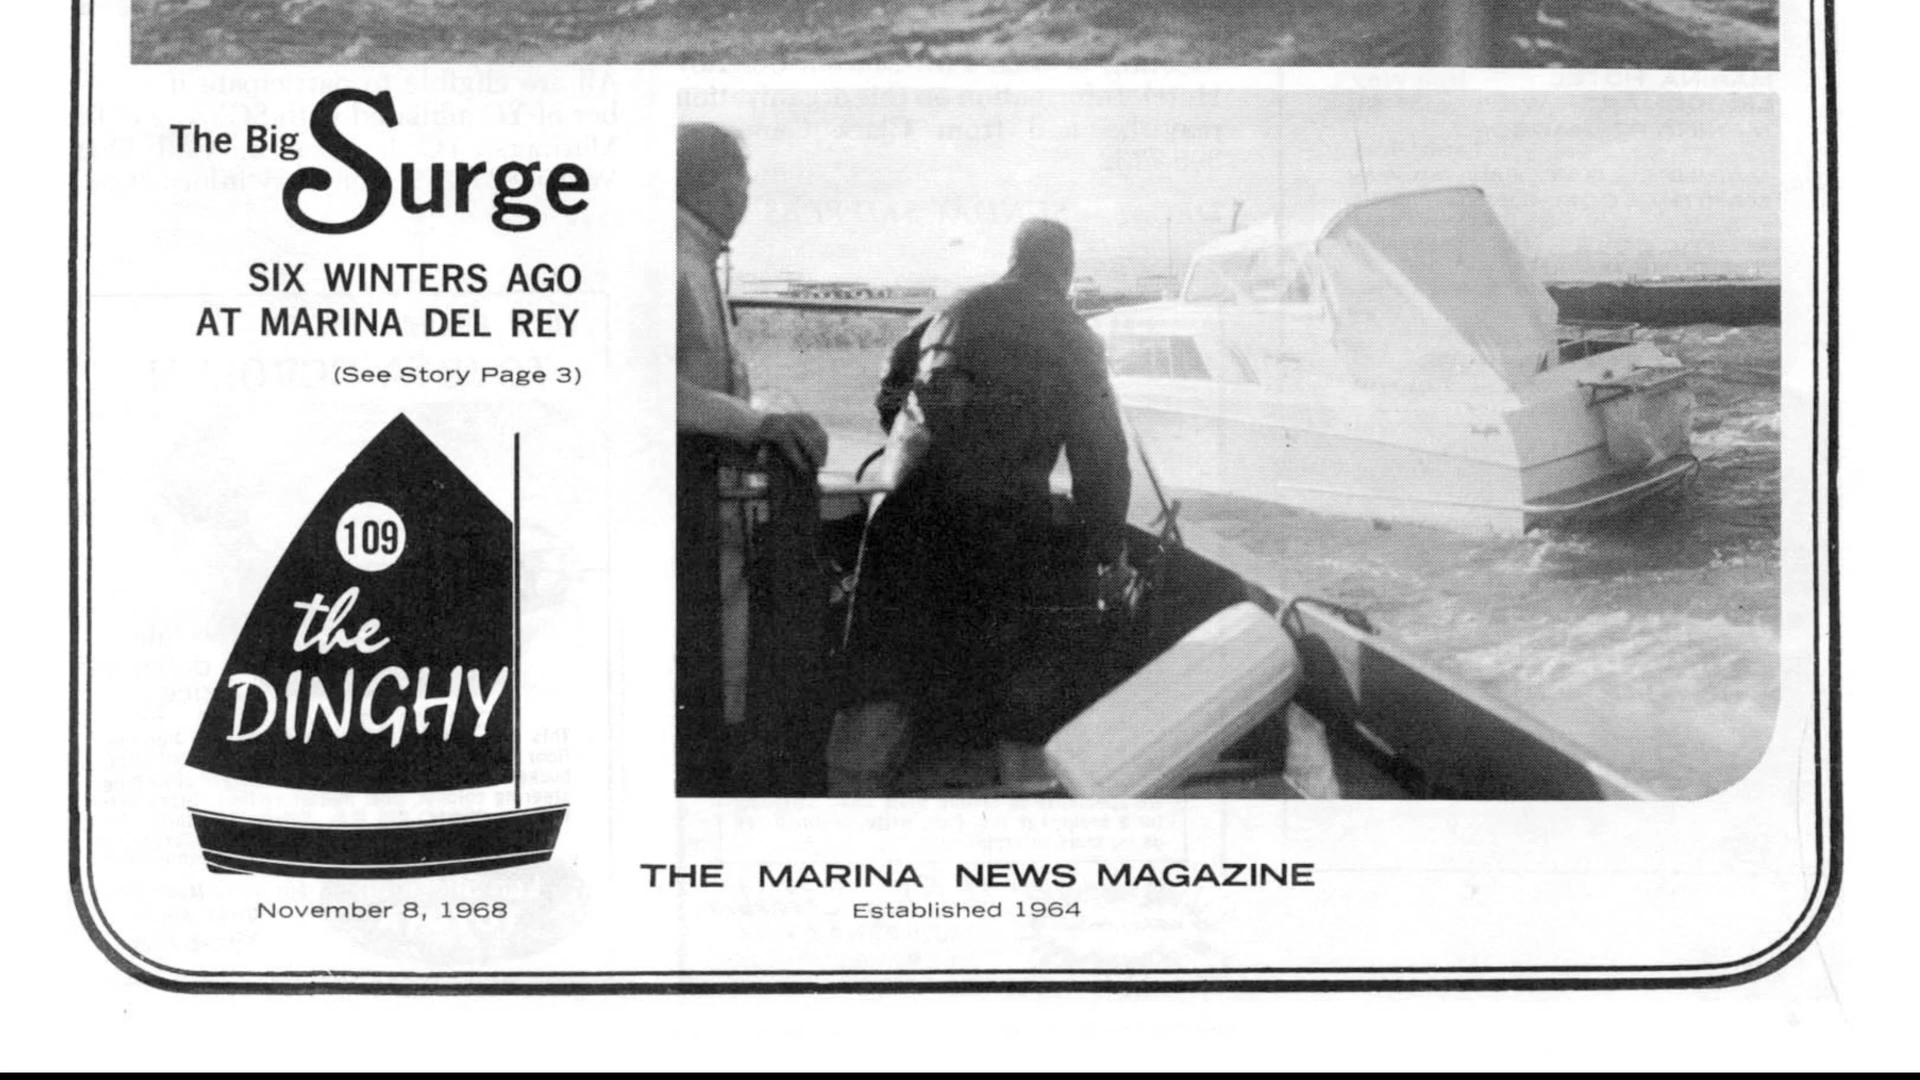 The Big
Surge
SIX WINTERS AGO
AT MARINA DEL REY
(See Story Page 3)
109
the
DINGHY
November 8, 1968
THE MARINA NEWS MAGAZINE
Established 1964